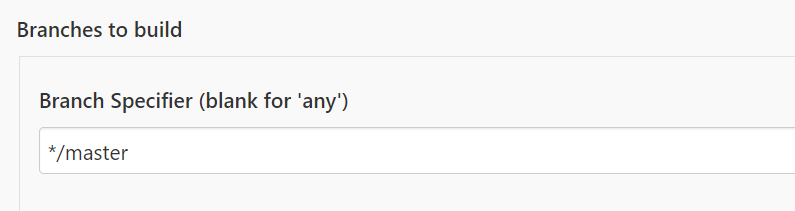 Branches to build
Branch Specifier (blank for 'any')
*/master